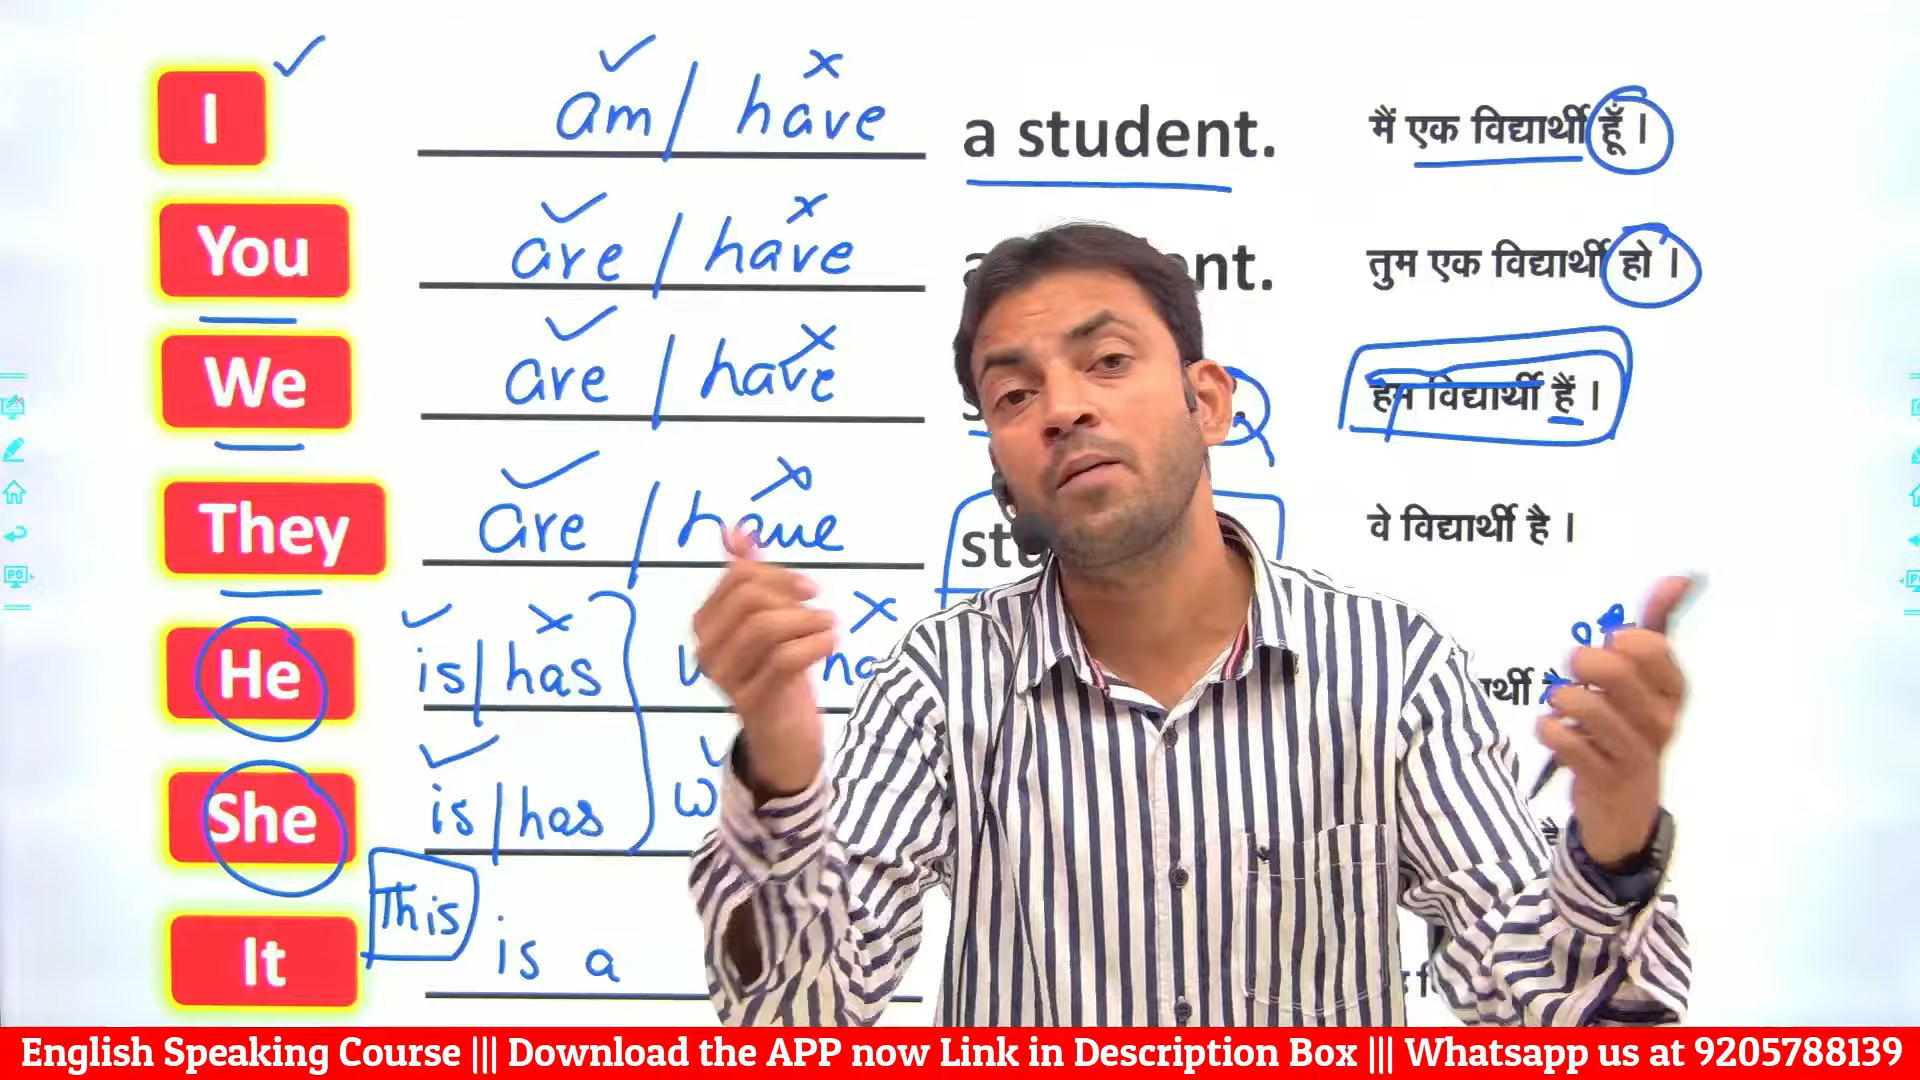 I am / have a student. मैं एक विद्यार्थी हूँ ।
You are / have तुम एक विद्यार्थी हो ।
We are / have हम विद्यार्थी हैं ।
They are / have वे विद्यार्थी है ।
He is / has
She is / has
This
It is a
English Speaking Course ||| Download the APP now Link in Description Box ||| Whatsapp us at 9205788139